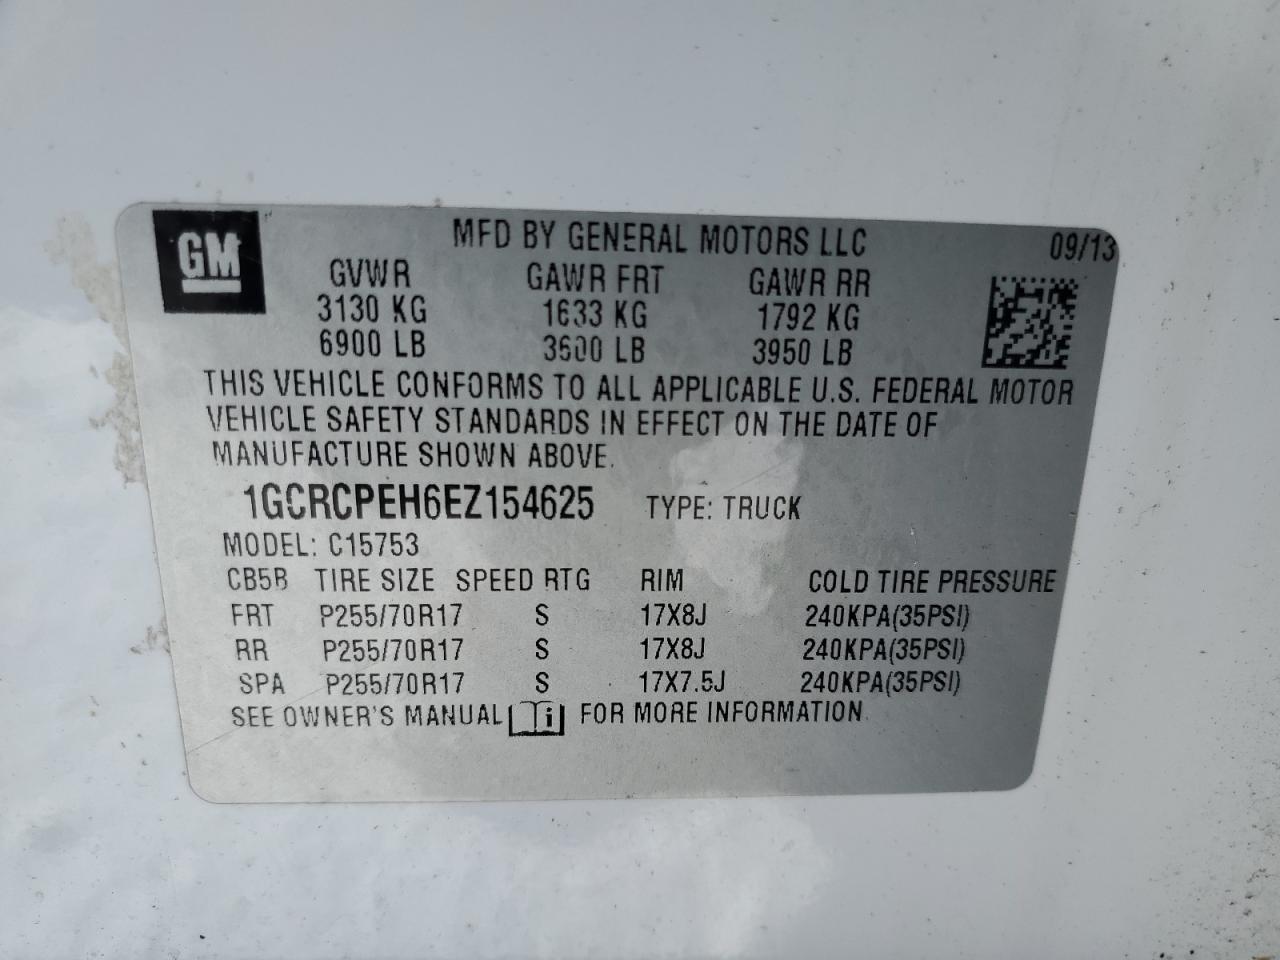 GM
MFD BY GENERAL MOTORS LLC 09/13
GVWR GAWR FRT GAWR RR
3130 KG 1633 KG 1792 KG
6900 LB 3600 LB 3950 LB
THIS VEHICLE CONFORMS TO ALL APPLICABLE U.S. FEDERAL MOTOR
VEHICLE SAFETY STANDARDS IN EFFECT ON THE DATE OF
MANUFACTURE SHOWN ABOVE.
1GCRCPEH6EZ154625 TYPE: TRUCK
MODEL: C15753
CB5B TIRE SIZE SPEED RTG RIM COLD TIRE PRESSURE
FRT P255/70R17 S 17X8J 240KPA(35PSI)
RR P255/70R17 S 17X8J 240KPA(35PSI)
SPA P255/70R17 S 17X7.5J 240KPA(35PSI)
SEE OWNER'S MANUAL i FOR MORE INFORMATION